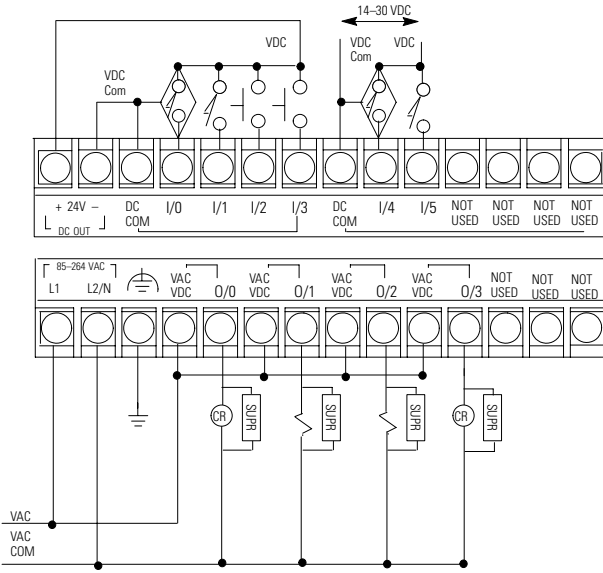 14–30 VDC
VDC
VDC
Com
VDC
VDC
Com
+ 24V –
DC OUT
DC
COM
I/0
I/1
I/2
I/3
DC
COM
I/4
I/5
NOT
USED
NOT
USED
NOT
USED
NOT
USED
85–264 VAC
L1
L2/N
VAC
VDC
O/0
VAC
VDC
O/1
VAC
VDC
O/2
VAC
VDC
O/3
NOT
USED
NOT
USED
NOT
USED
CR
SUPR
SUPR
SUPR
CR
SUPR
VAC
VAC
COM